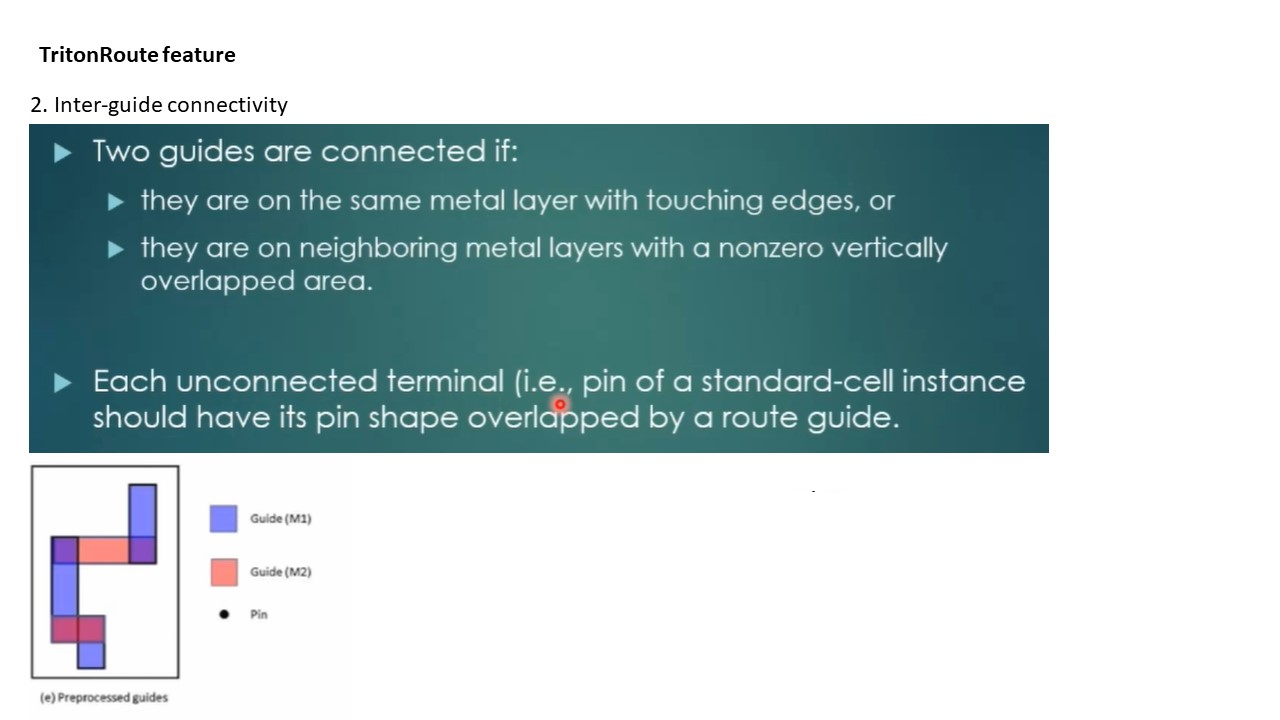 TritonRoute feature
2. Inter-guide connectivity
Two guides are connected if:
they are on the same metal layer with touching edges, or
they are on neighboring metal layers with a nonzero vertically
overlapped area.
Each unconnected terminal (i.e., pin of a standard-cell instance
should have its pin shape overlapped by a route guide.
Guide (M1)
Guide (M2)
Pin
(e) Preprocessed guides